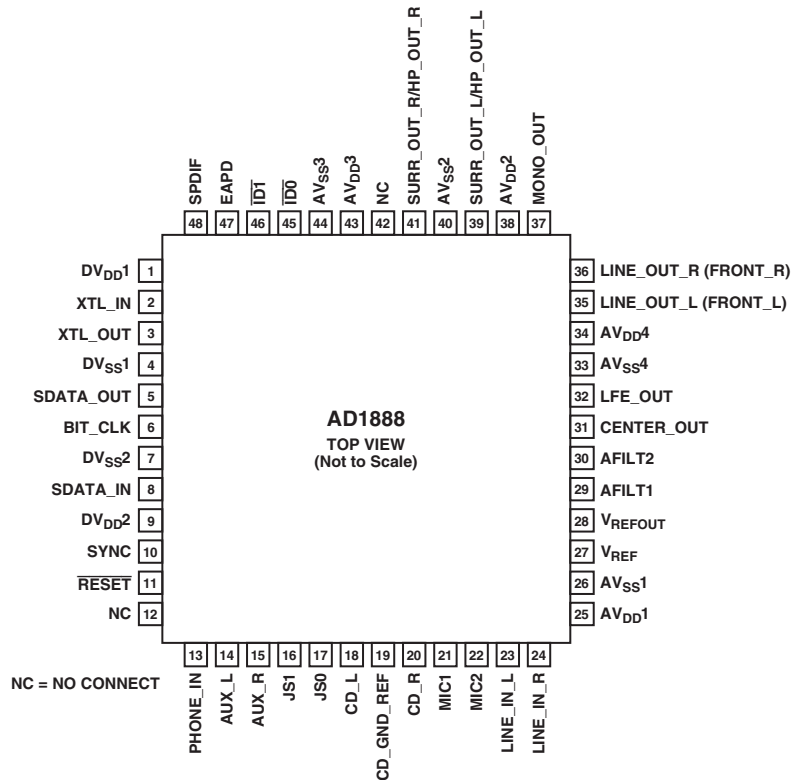 SURR_OUT_R/HP_OUT_R
SURR_OUT_L/HP_OUT_L
SPDIF
EAPD
ID1
ID0
AVSS3
AVDD3
NC
AVSS2
AVDD2
MONO_OUT
48 47 46 45 44 43 42 41 40 39 38 37
DVDD1 1
XTL_IN 2
XTL_OUT 3
DVSS1 4
SDATA_OUT 5
BIT_CLK 6
DVSS2 7
SDATA_IN 8
DVDD2 9
SYNC 10
RESET 11
NC 12
AD1888
TOP VIEW
(Not to Scale)
36 LINE_OUT_R (FRONT_R)
35 LINE_OUT_L (FRONT_L)
34 AVDD4
33 AVSS4
32 LFE_OUT
31 CENTER_OUT
30 AFILT2
29 AFILT1
28 VREFOUT
27 VREF
26 AVSS1
25 AVDD1
13 14 15 16 17 18 19 20 21 22 23 24
NC = NO CONNECT
PHONE_IN
AUX_L
AUX_R
JS1
JS0
CD_L
CD_GND_REF
CD_R
MIC1
MIC2
LINE_IN_L
LINE_IN_R